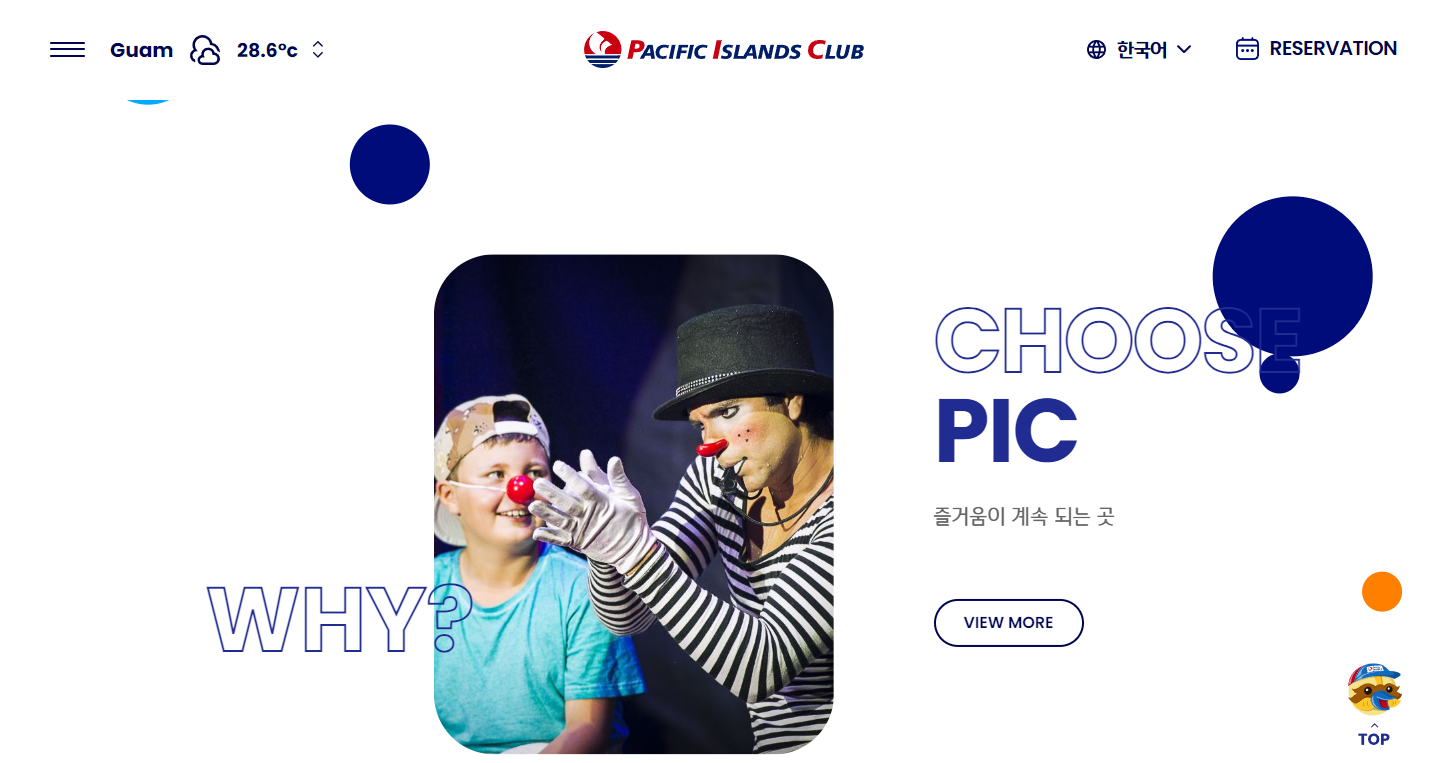 Guam 28.6°c
PACIFIC ISLANDS CLUB
한국어
RESERVATION
CHOOSE
PIC
즐거움이 계속 되는 곳
WHY?
VIEW MORE
TOP